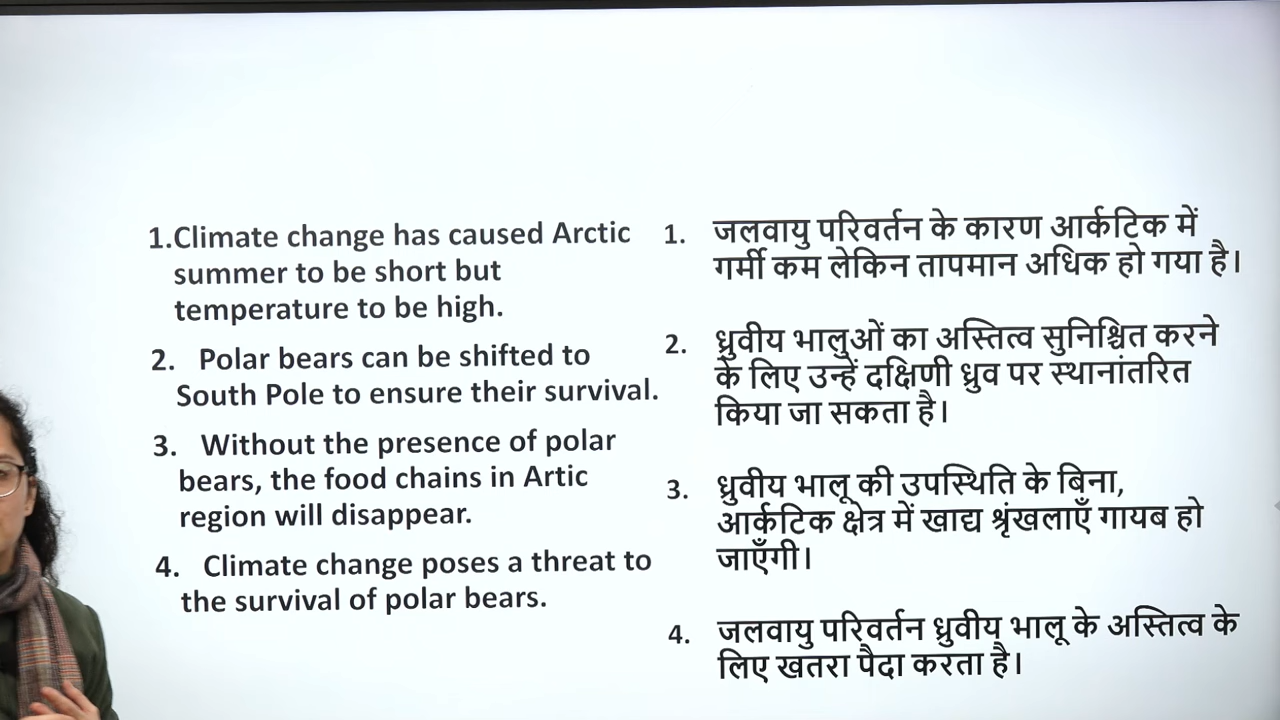 1.Climate change has caused Arctic
summer to be short but
temperature to be high.
2. Polar bears can be shifted to
South Pole to ensure their survival.
3. Without the presence of polar
bears, the food chains in Artic
region will disappear.
4. Climate change poses a threat to
the survival of polar bears.
1. जलवायु परिवर्तन के कारण आर्कटिक में
गर्मी कम लेकिन तापमान अधिक हो गया है।
2. ध्रुवीय भालुओं का अस्तित्व सुनिश्चित करने
के लिए उन्हें दक्षिणी ध्रुव पर स्थानांतरित
किया जा सकता है।
3. ध्रुवीय भालू की उपस्थिति के बिना,
आर्कटिक क्षेत्र में खाद्य श्रृंखलाएँ गायब हो
जाएँगी।
4. जलवायु परिवर्तन ध्रुवीय भालू के अस्तित्व के
लिए खतरा पैदा करता है।